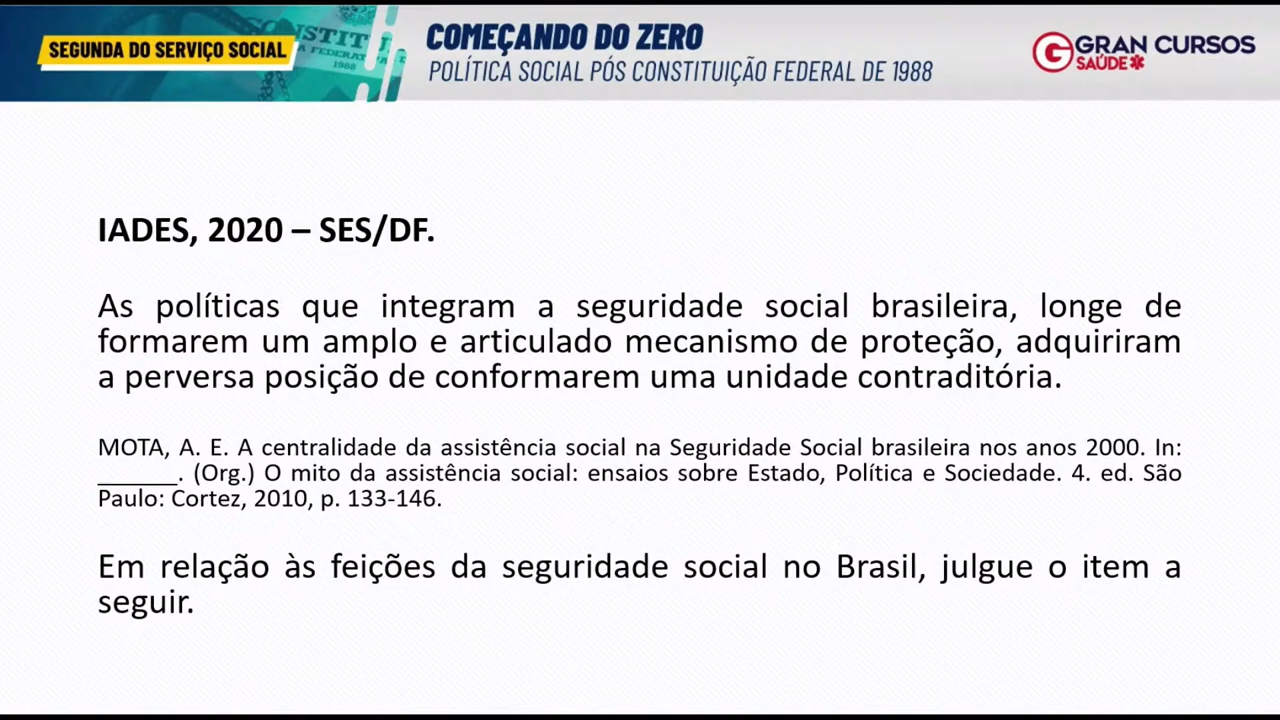 SEGUNDA DO SERVIÇO SOCIAL
CONSTIT
A FEDERAT
1988
COMEÇANDO DO ZERO
POLÍTICA SOCIAL PÓS CONSTITUIÇÃO FEDERAL DE 1988
G GRAN CURSOS
SAÚDE
IADES, 2020 – SES/DF.
As políticas que integram a seguridade social brasileira, longe de
formarem um amplo e articulado mecanismo de proteção, adquiriram
a perversa posição de conformarem uma unidade contraditória.
MOTA, A. E. A centralidade da assistência social na Seguridade Social brasileira nos anos 2000. In:
______. (Org.) O mito da assistência social: ensaios sobre Estado, Política e Sociedade. 4. ed. São
Paulo: Cortez, 2010, p. 133-146.
Em relação às feições da seguridade social no Brasil, julgue o item a
seguir.